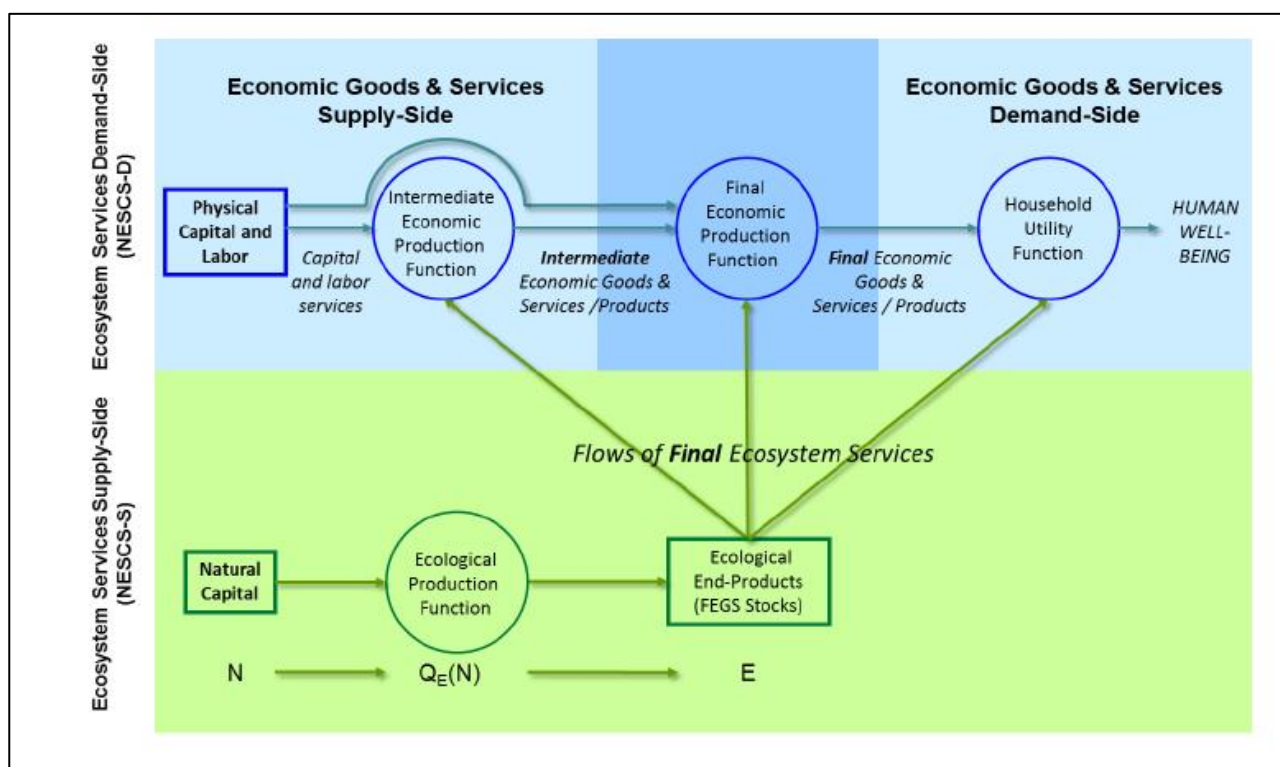 Ecosystem Services Demand-Side
(NESCS-D)
Economic Goods & Services
Supply-Side
Economic Goods & Services
Demand-Side
Physical
Capital and
Labor
Capital
and labor
services
Intermediate
Economic
Production
Function
Intermediate
Economic Goods &
Services /Products
Final
Economic
Production
Function
Final Economic
Goods &
Services / Products
Household
Utility
Function
HUMAN
WELL-
BEING
Ecosystem Services Supply-Side
(NESCS-S)
Flows of Final Ecosystem Services
Natural
Capital
Ecological
Production
Function
Ecological
End-Products
(FEGS Stocks)
N
QE(N)
E